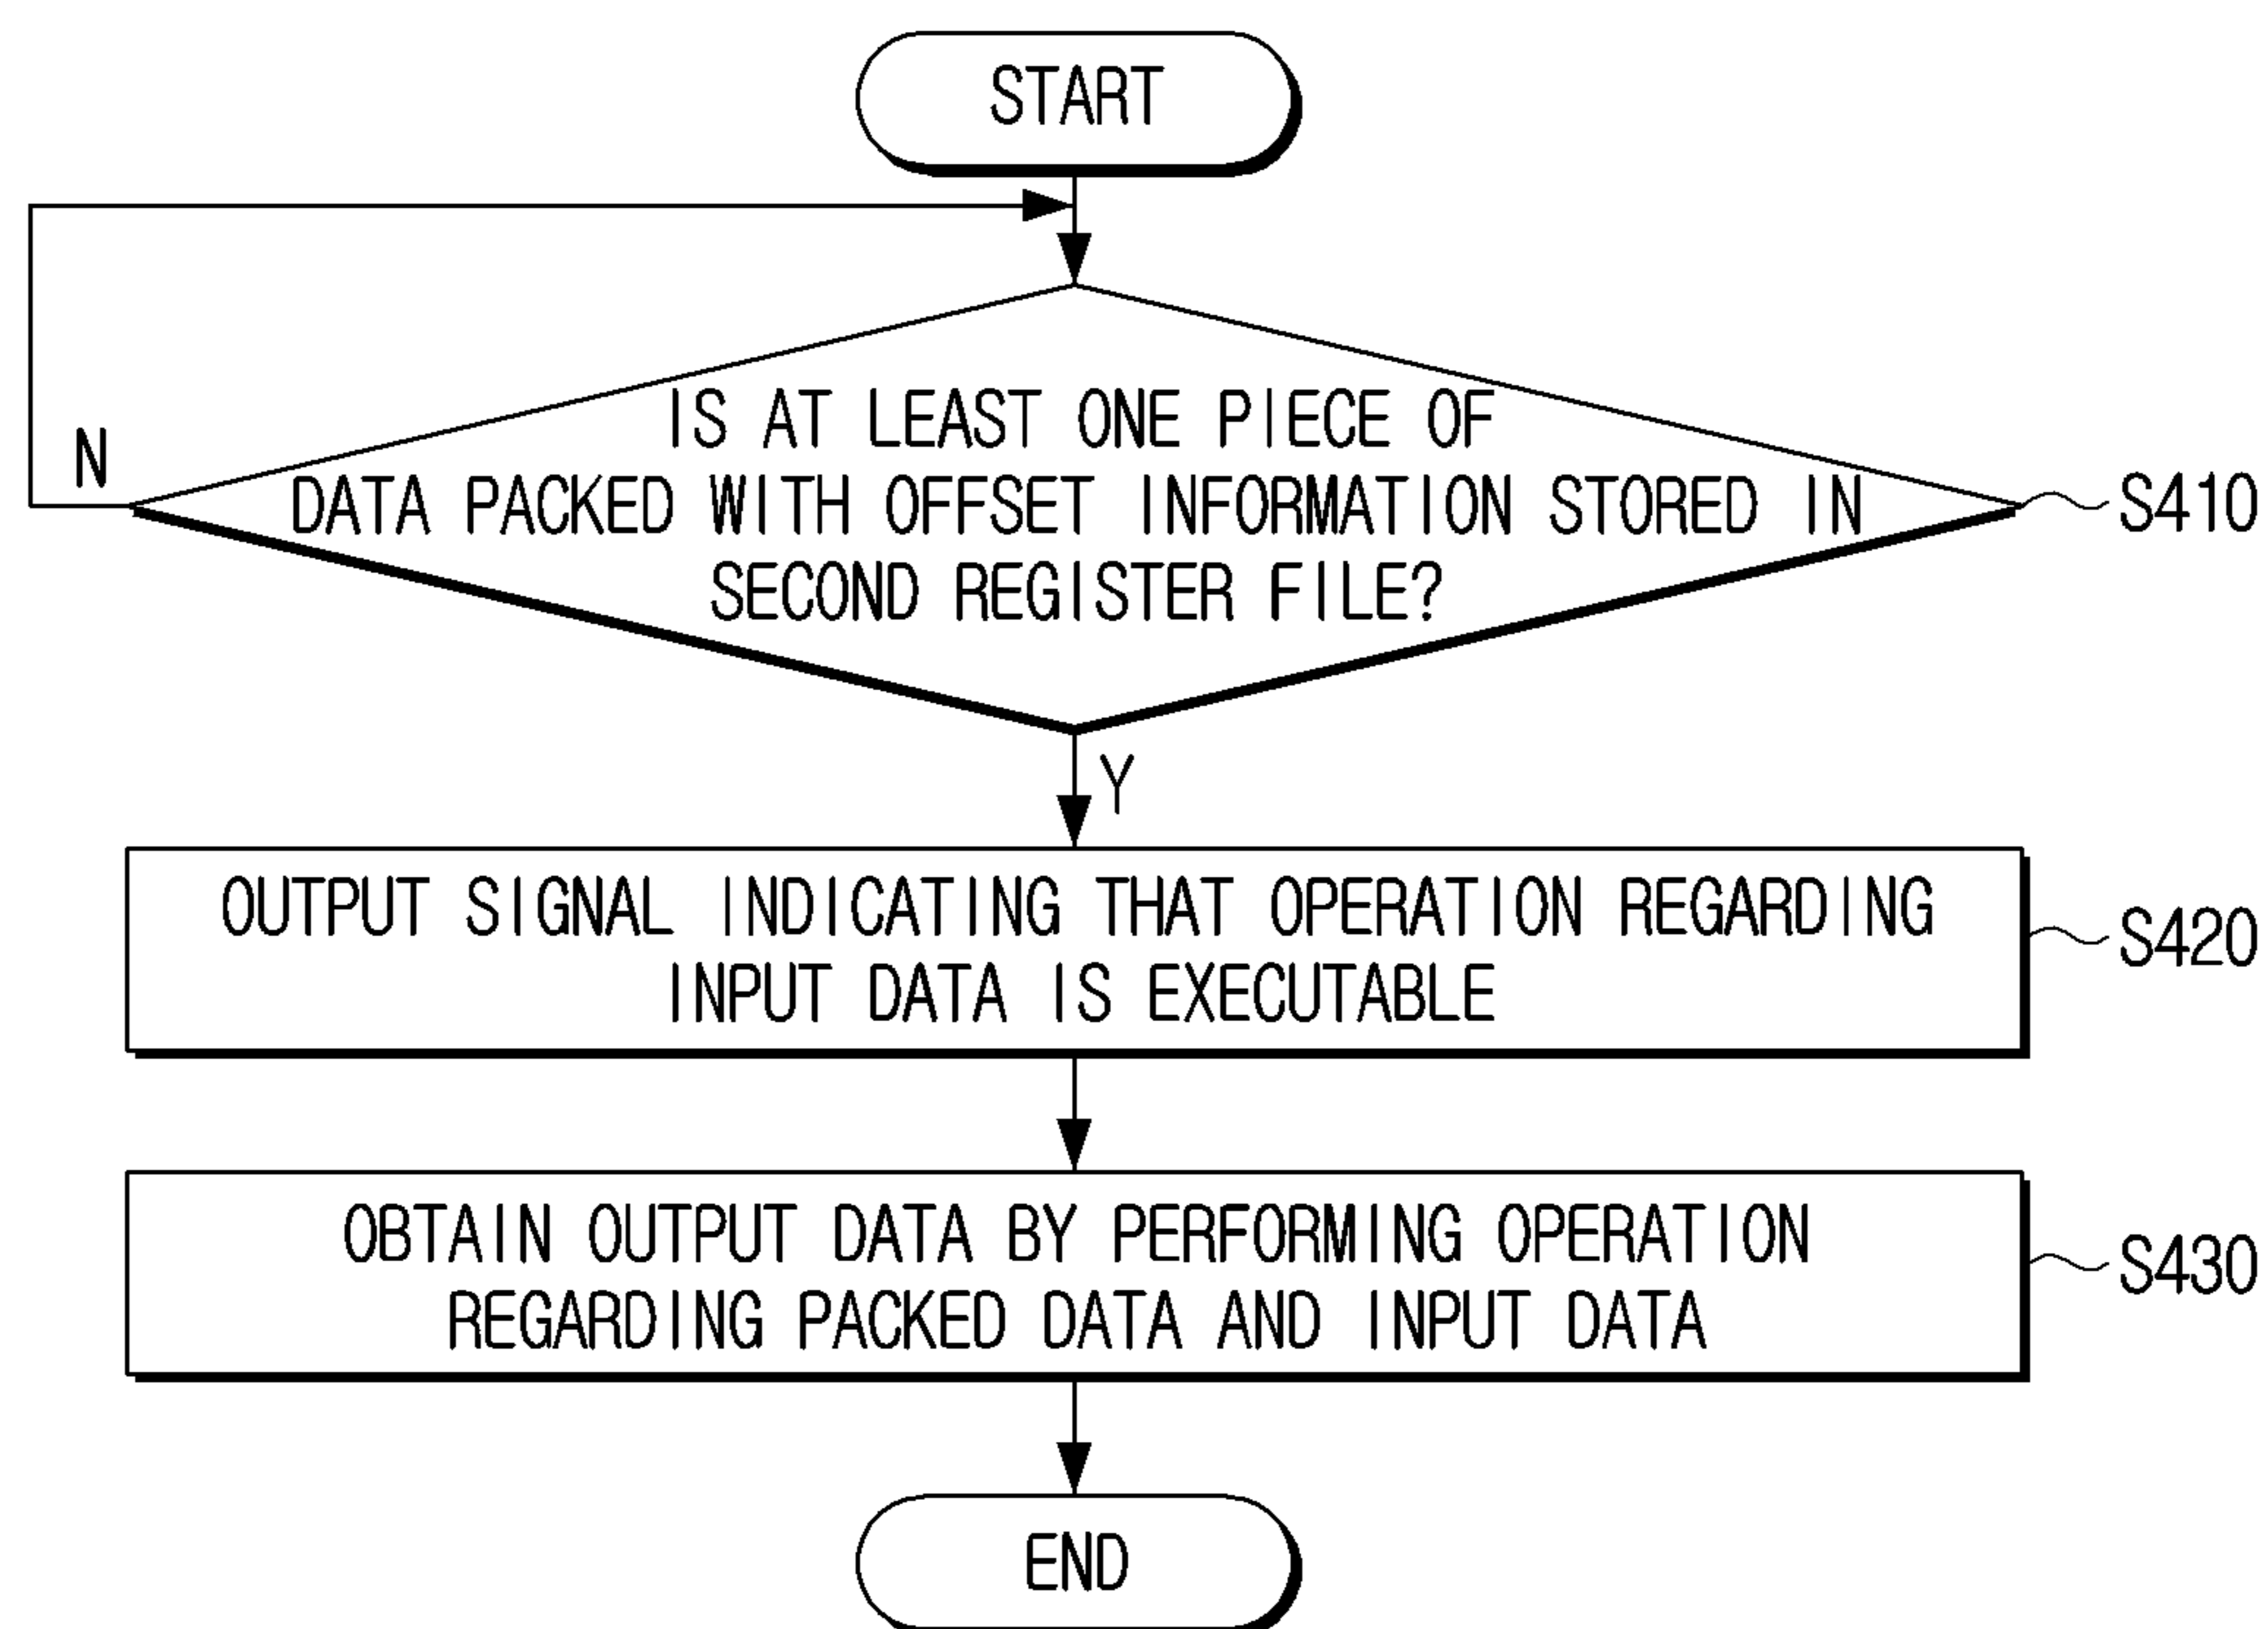 START
IS AT LEAST ONE PIECE OF
DATA PACKED WITH OFFSET INFORMATION STORED IN
SECOND REGISTER FILE?
N
S410
Y
OUTPUT SIGNAL INDICATING THAT OPERATION REGARDING
INPUT DATA IS EXECUTABLE
S420
OBTAIN OUTPUT DATA BY PERFORMING OPERATION
REGARDING PACKED DATA AND INPUT DATA
S430
END